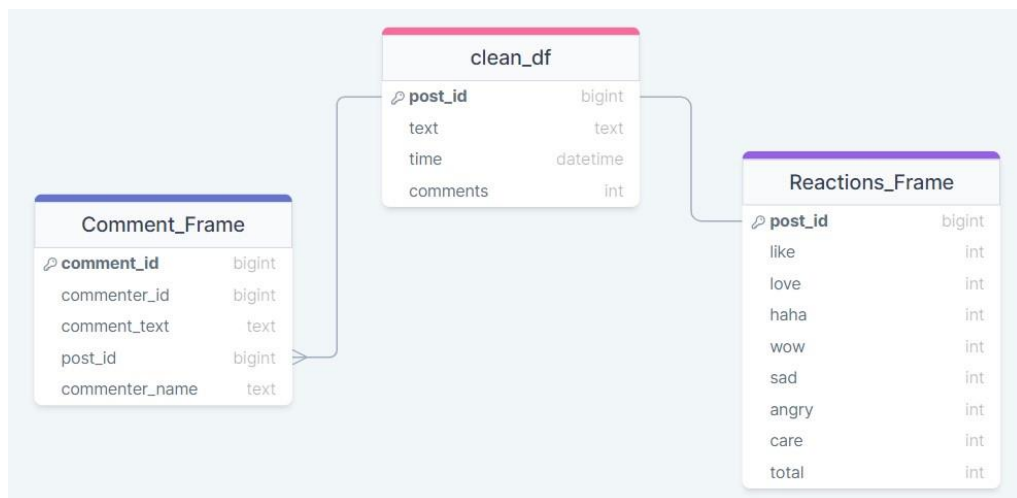 clean_df
post_id bigint
text text
time datetime
comments int
Comment_Frame
comment_id bigint
commenter_id bigint
comment_text text
post_id bigint
commenter_name text
Reactions_Frame
post_id bigint
like int
love int
haha int
wow int
sad int
angry int
care int
total int